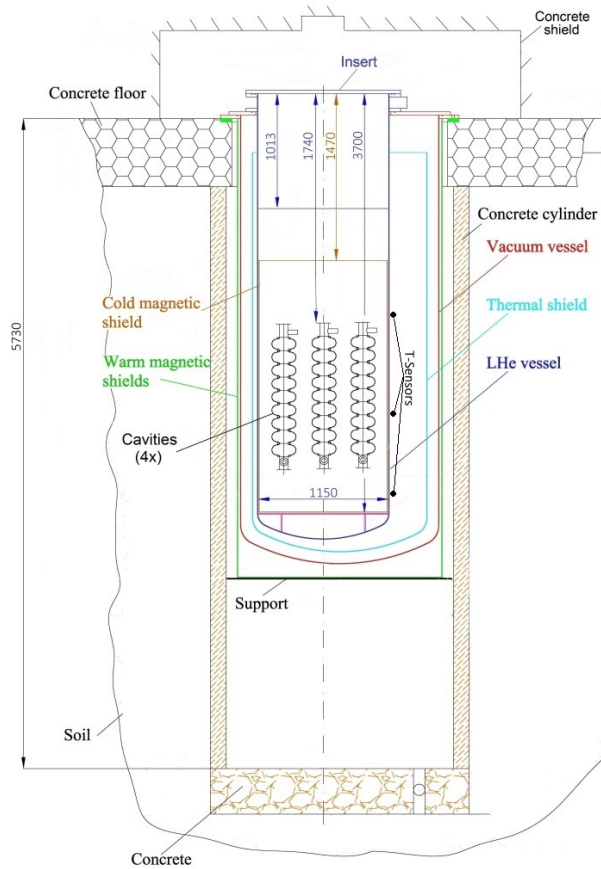 Concrete
shield
Insert
Concrete floor
1013
1740
1470
3700
Concrete cylinder
Vacuum vessel
Cold magnetic
shield
Thermal shield
5730
Warm magnetic
shields
T-Sensors
LHe vessel
Cavities
(4x)
1150
Support
Soil
Concrete